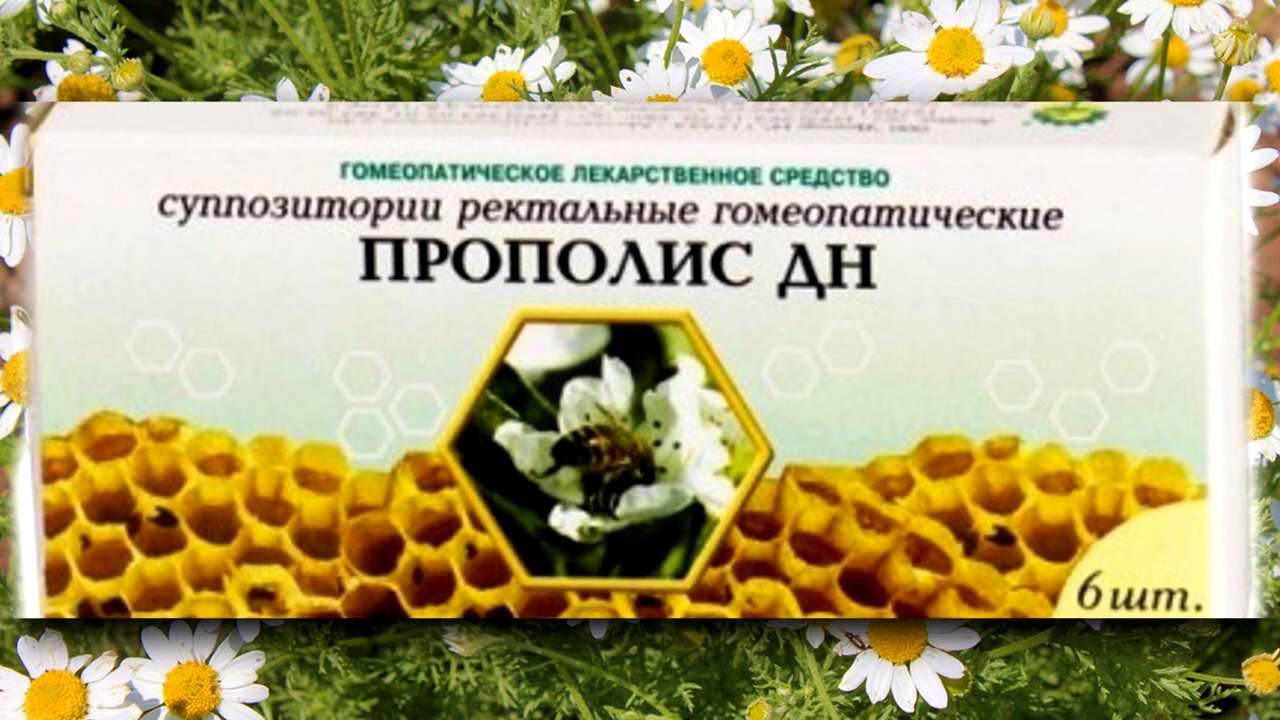 ГОМЕОПАТИЧЕСКОЕ ЛЕКАРСТВЕННОЕ СРЕДСТВО
суппозитории ректальные гомеопатические
ПРОПОЛИС ДН
6 шт.